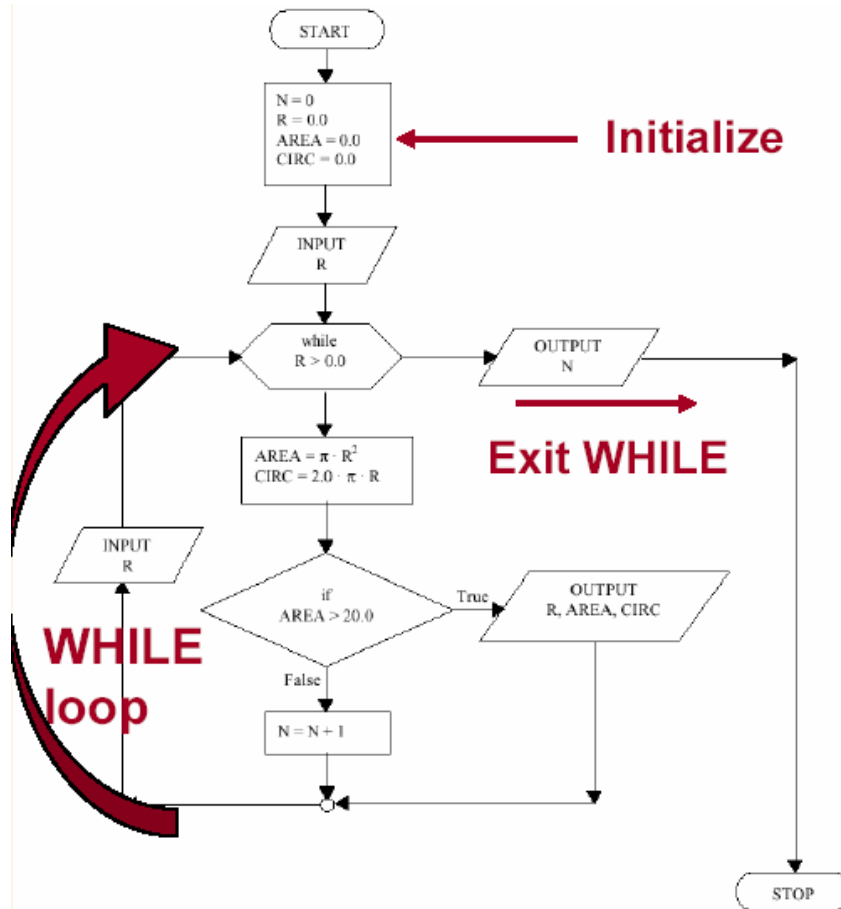 START
N = 0
R = 0.0
AREA = 0.0
CIRC = 0.0
Initialize
INPUT
R
while
R > 0.0
OUTPUT
N
Exit WHILE
AREA = π · R²
CIRC = 2.0 · π · R
INPUT
R
if
AREA > 20.0
True
OUTPUT
R, AREA, CIRC
WHILE
loop
False
N = N + 1
STOP